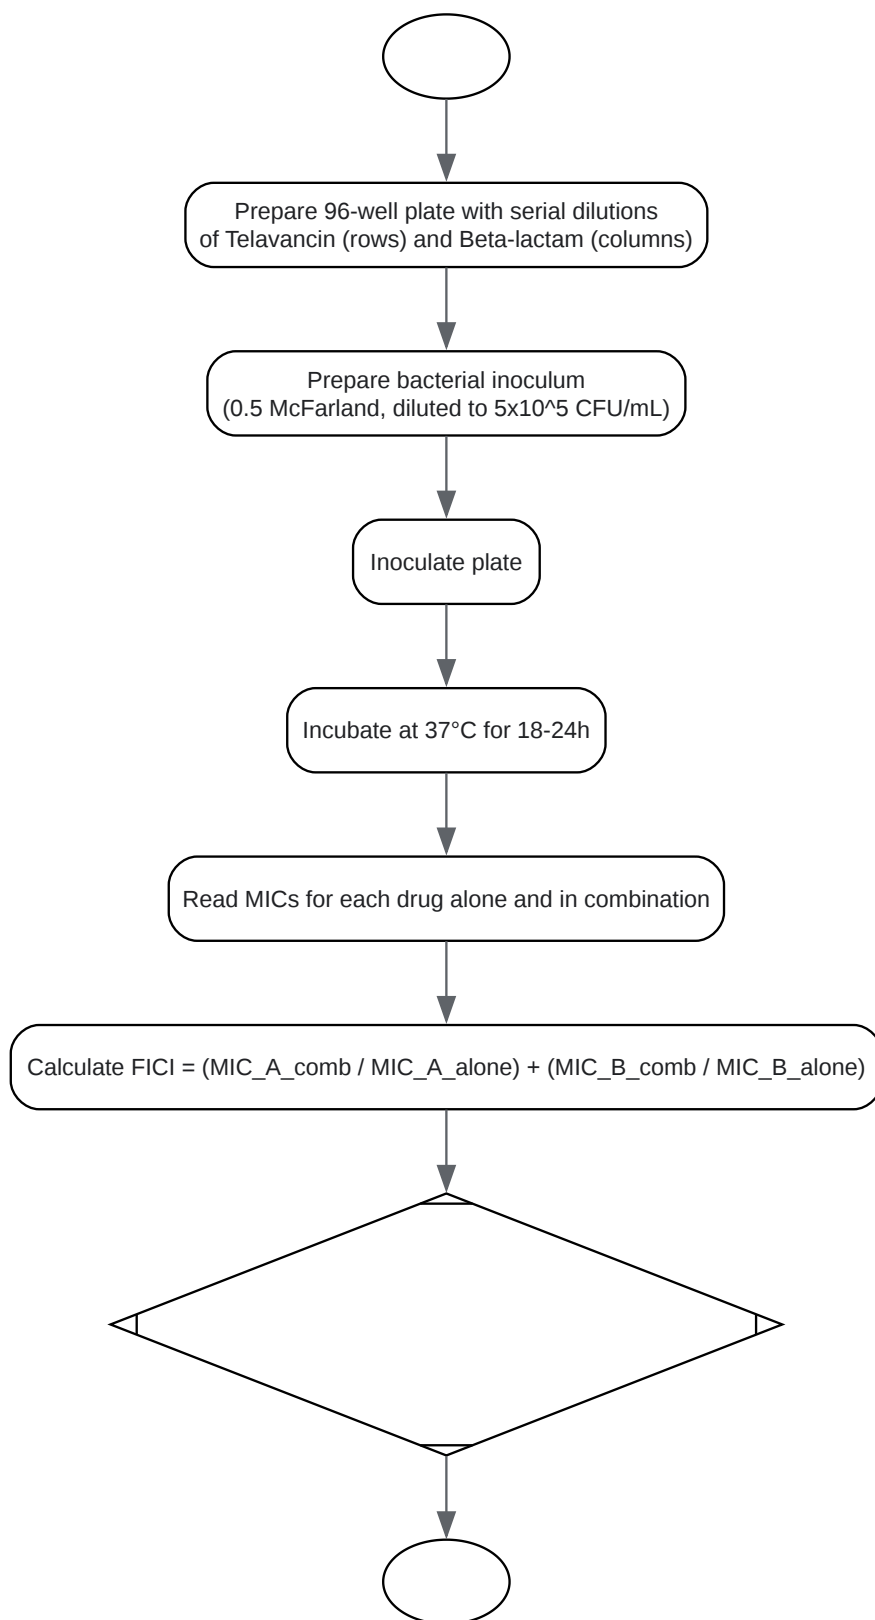 Prepare 96-well plate with serial dilutions
of Telavancin (rows) and Beta-lactam (columns)
Prepare bacterial inoculum
(0.5 McFarland, diluted to 5x10^5 CFU/mL)
Inoculate plate
Incubate at 37°C for 18-24h
Read MICs for each drug alone and in combination
Calculate FICI = (MIC_A_comb / MIC_A_alone) + (MIC_B_comb / MIC_B_alone)